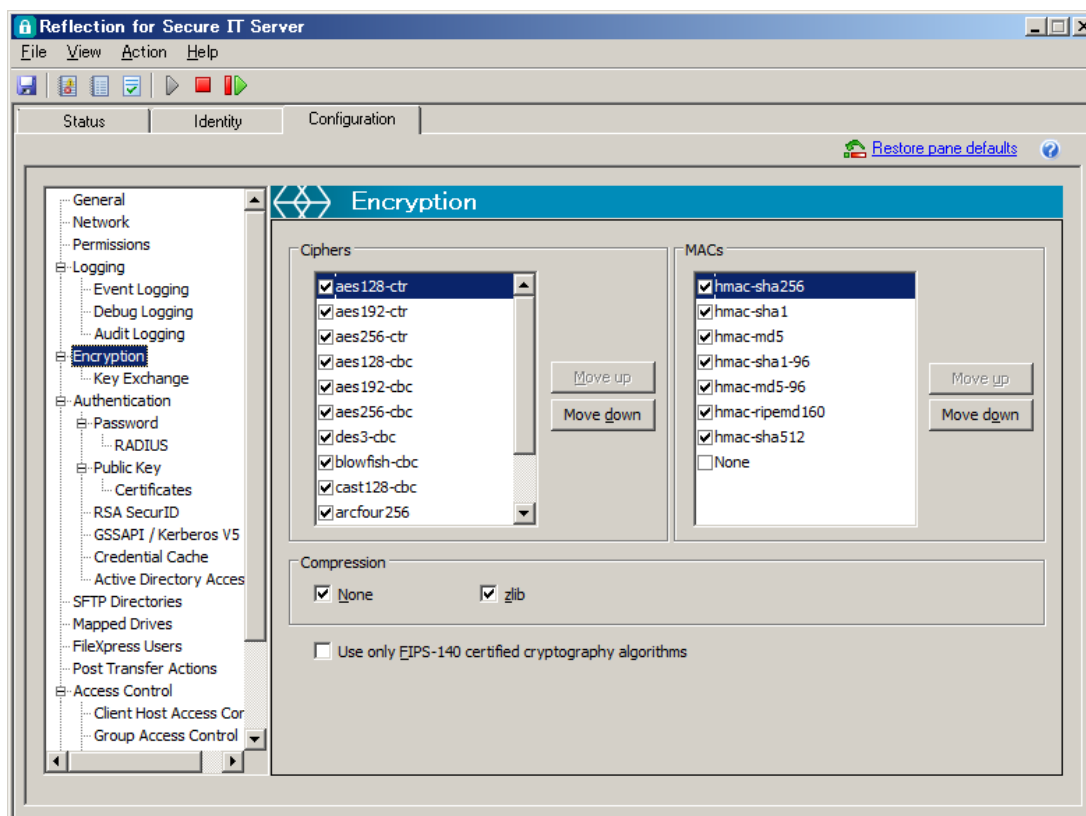 Reflection for Secure IT Server
File View Action Help
Status Identity Configuration
Restore pane defaults
General
Network
Permissions
Logging
Event Logging
Debug Logging
Audit Logging
Encryption
Key Exchange
Authentication
Password
RADIUS
Public Key
Certificates
RSA SecurID
GSSAPI / Kerberos V5
Credential Cache
Active Directory Acces
SFTP Directories
Mapped Drives
FileXpress Users
Post Transfer Actions
Access Control
Client Host Access Cor
Group Access Control
Encryption
Ciphers
aes128-ctr
aes192-ctr
aes256-ctr
aes128-cbc
aes192-cbc
aes256-cbc
des3-cbc
blowfish-cbc
cast128-cbc
arcfour256
Move up
Move down
MACs
hmac-sha256
hmac-sha1
hmac-md5
hmac-sha1-96
hmac-md5-96
hmac-ripemd160
hmac-sha512
None
Move up
Move down
Compression
None zlib
Use only FIPS-140 certified cryptography algorithms